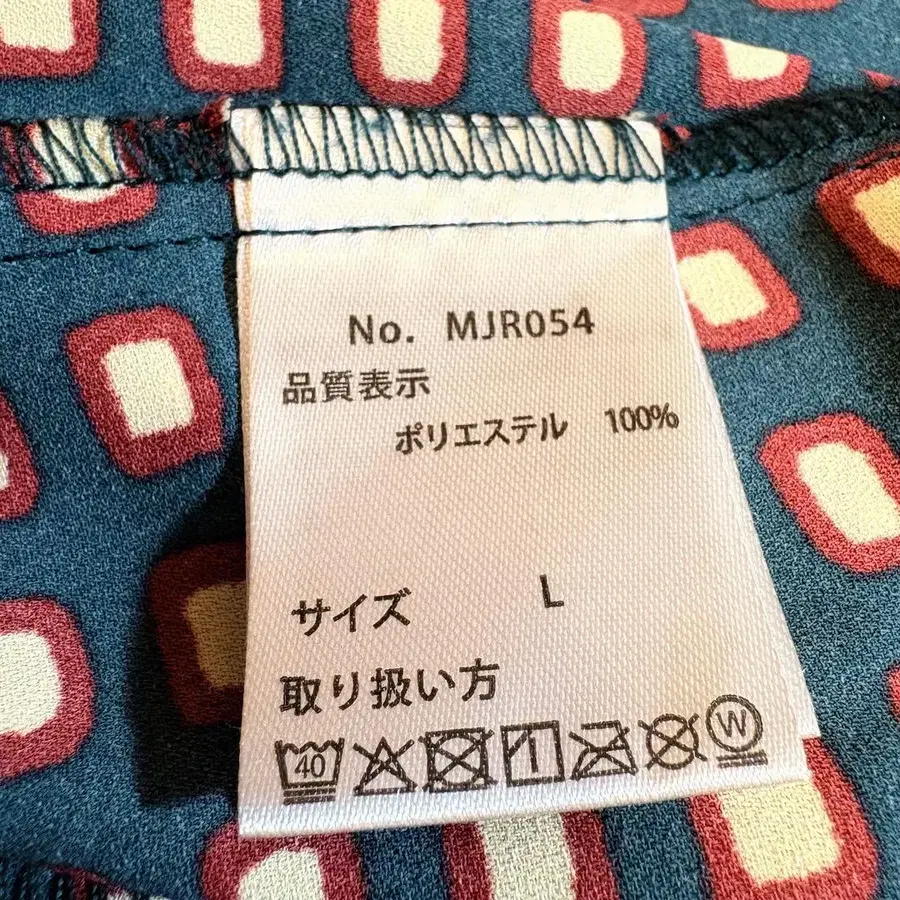 No. MJR054
品質表示
ポリエステル 100%
サイズ L
取り扱い方
40 W